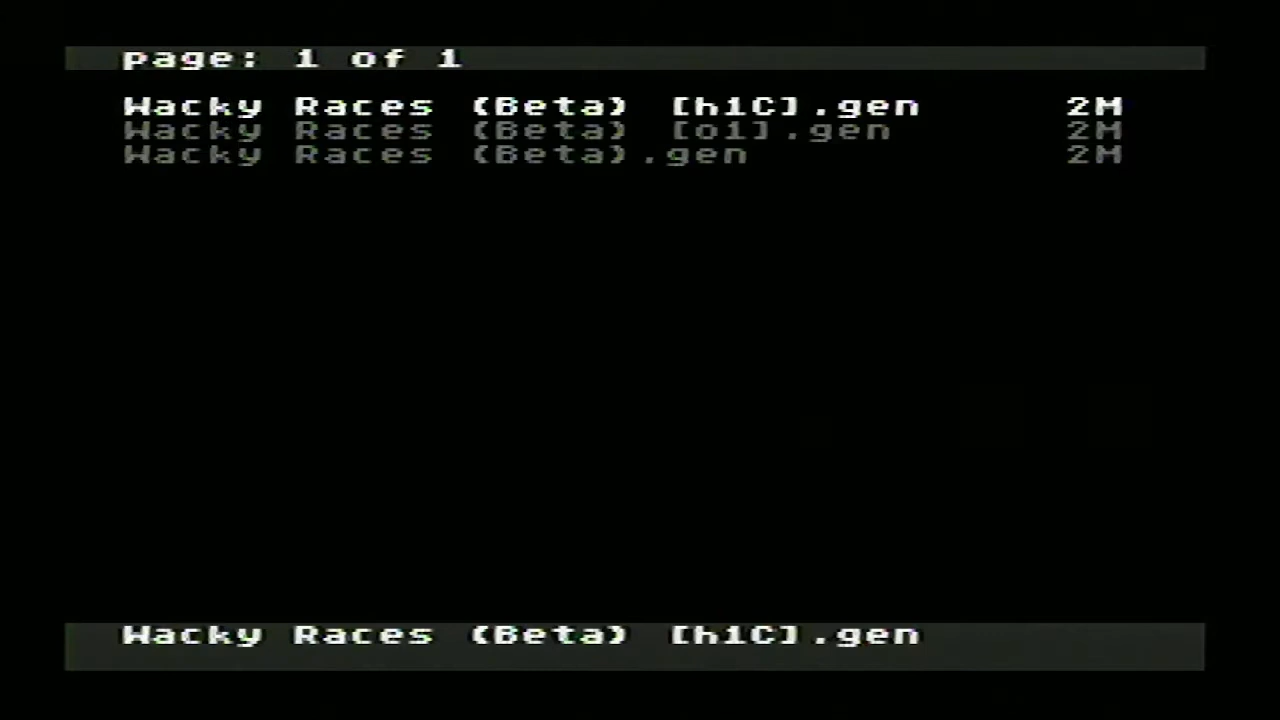 page: 1 of 1
Wacky Races (Beta) [h1C].gen 2M
Wacky Races (Beta) [o1].gen 2M
Wacky Races (Beta).gen 2M
Wacky Races (Beta) [h1C].gen